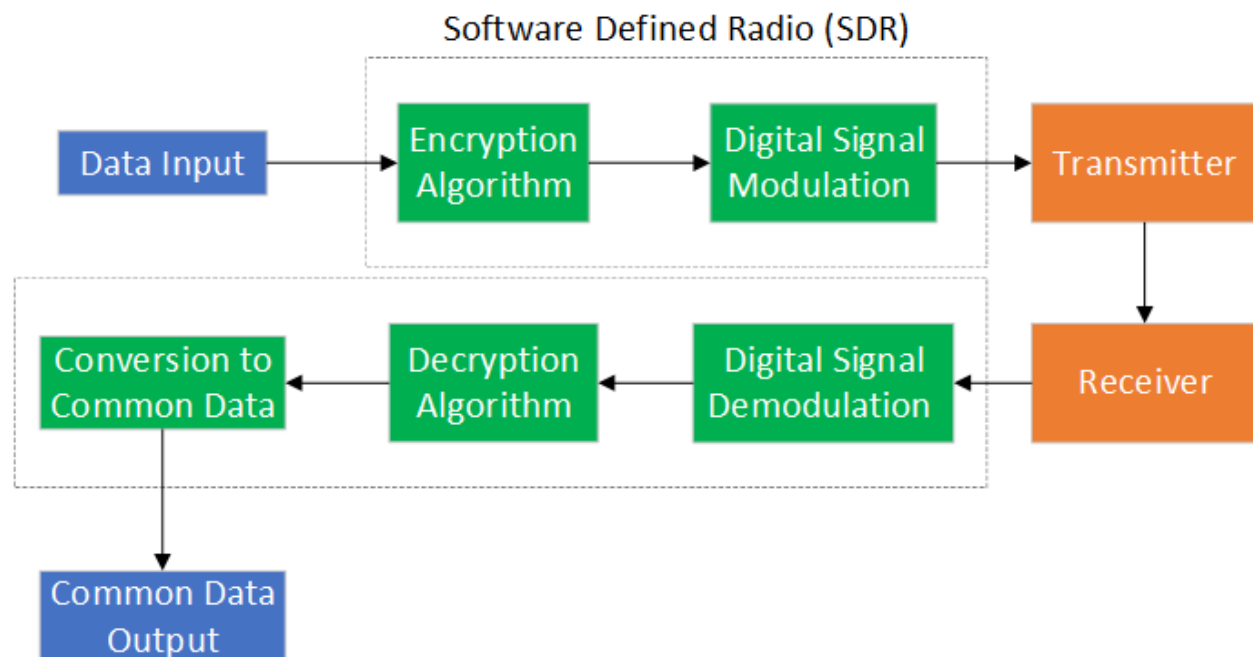 Software Defined Radio (SDR)
Data Input
Encryption
Algorithm
Digital Signal
Modulation
Transmitter
Conversion to
Common Data
Decryption
Algorithm
Digital Signal
Demodulation
Receiver
Common Data
Output